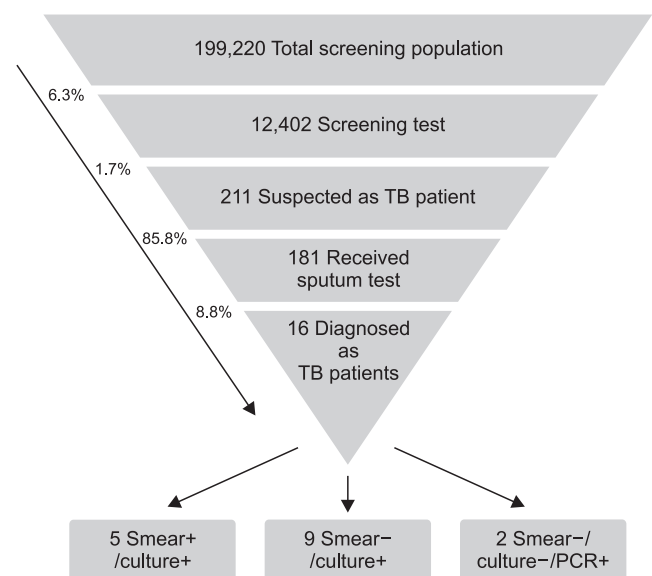 199,220 Total screening population
6.3%
12,402 Screening test
1.7%
211 Suspected as TB patient
85.8%
181 Received
sputum test
8.8%
16 Diagnosed
as
TB patients
5 Smear+
/culture+
9 Smear−
/culture+
2 Smear−/
culture−/PCR+